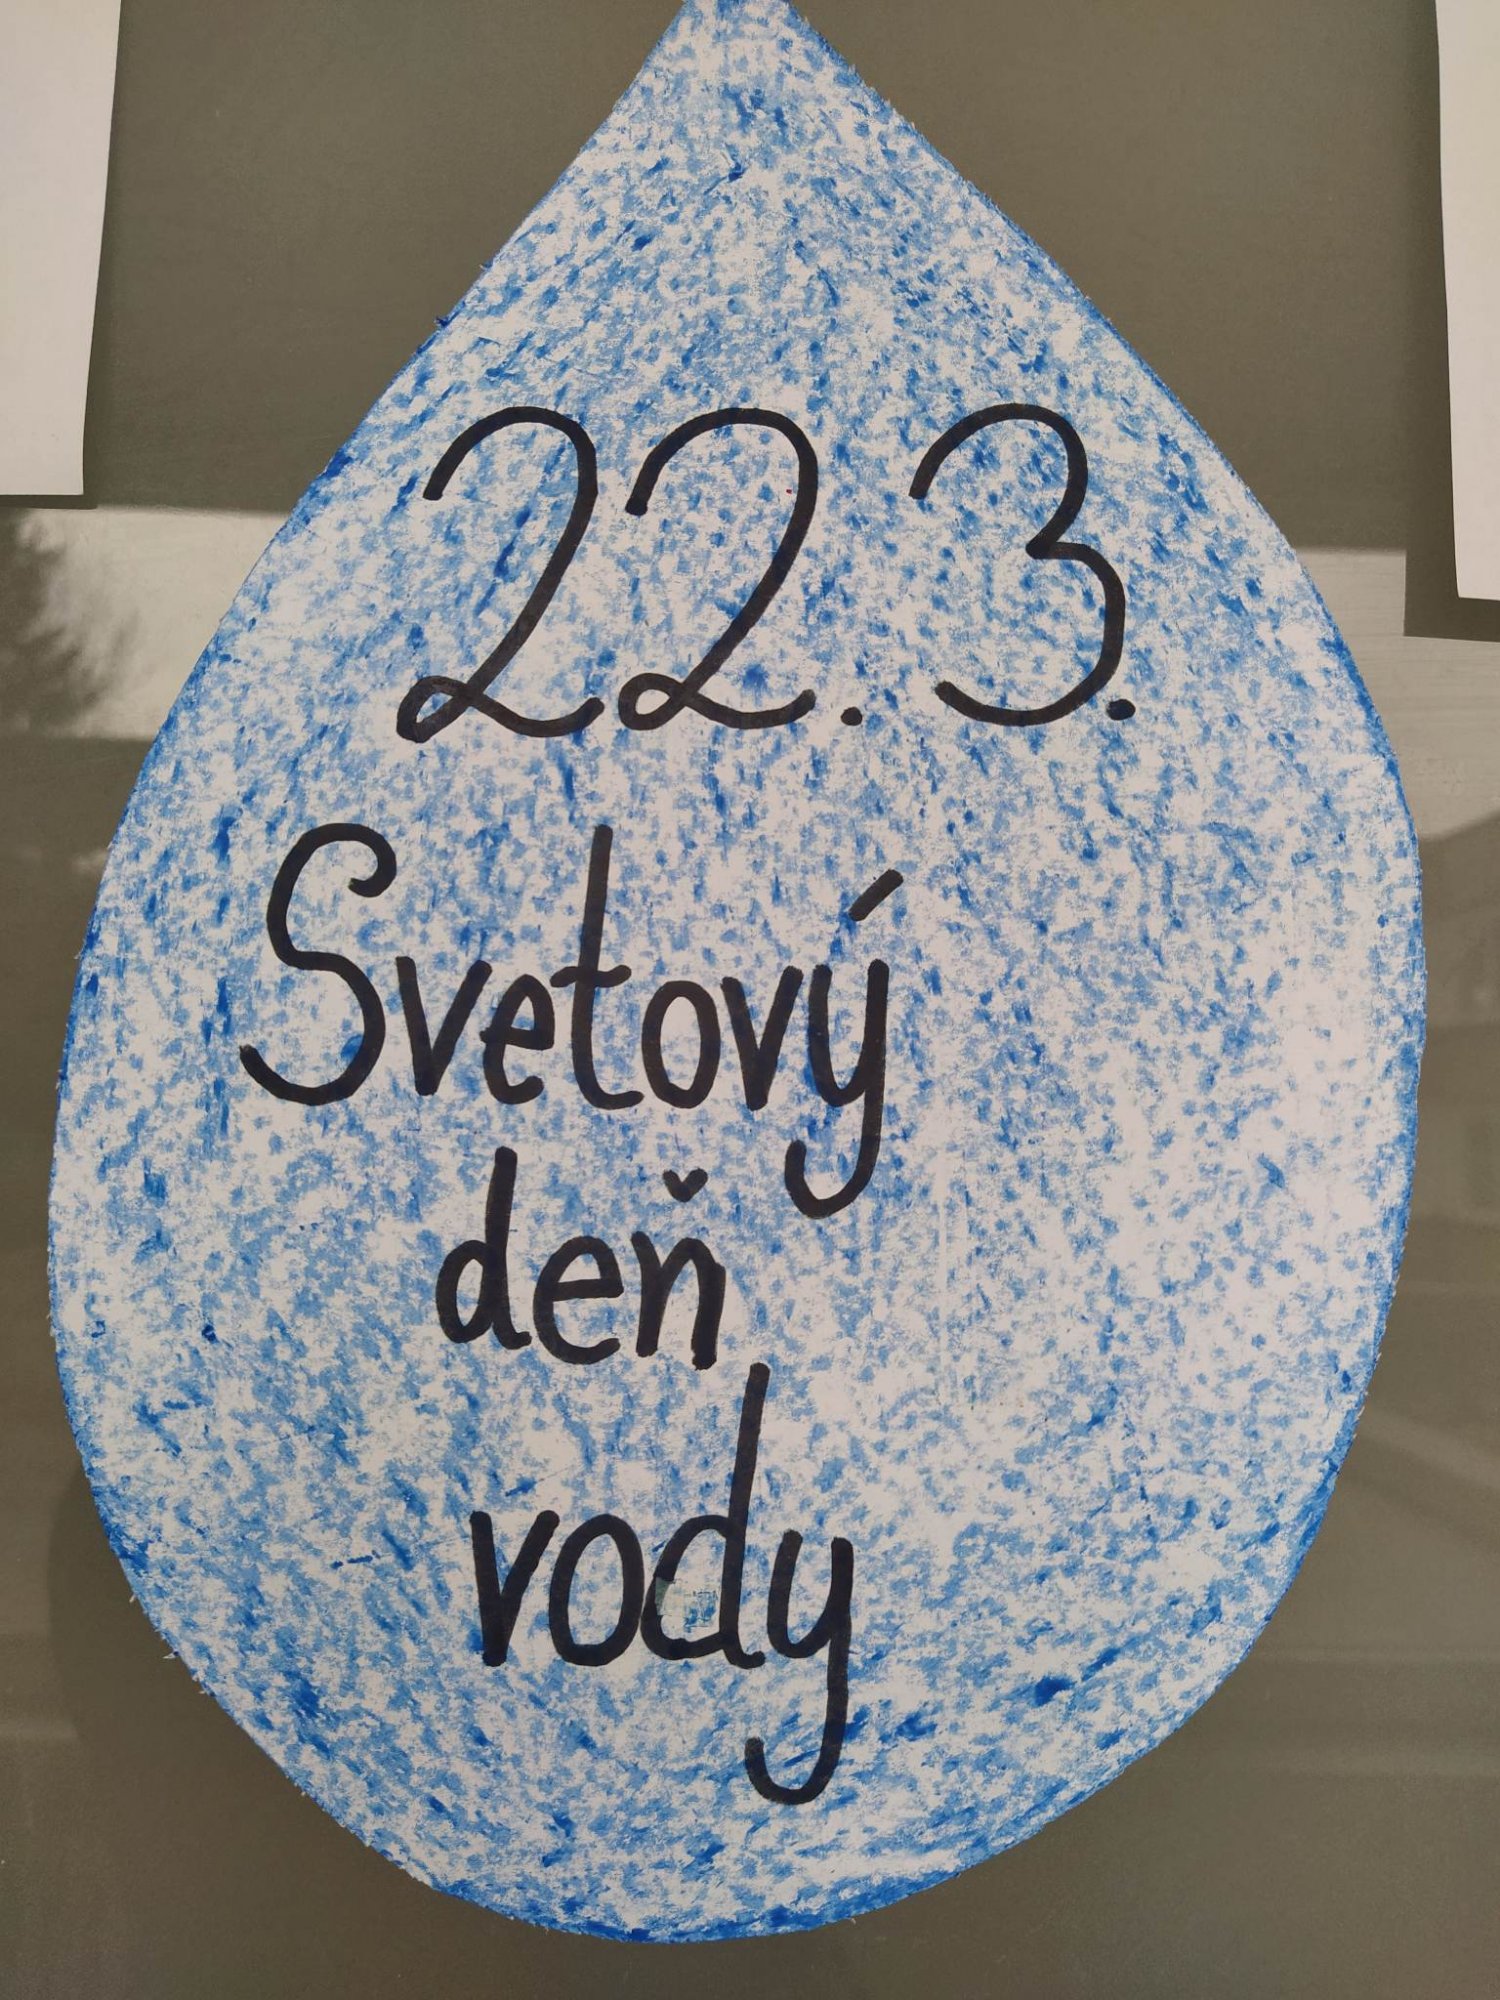 22.3.
Svetový
deň
vody